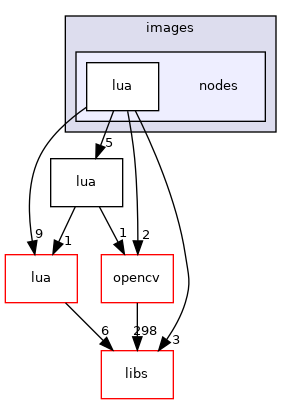 images
lua nodes
5
lua
9 1 1 2
lua opencv
6 298 3
libs